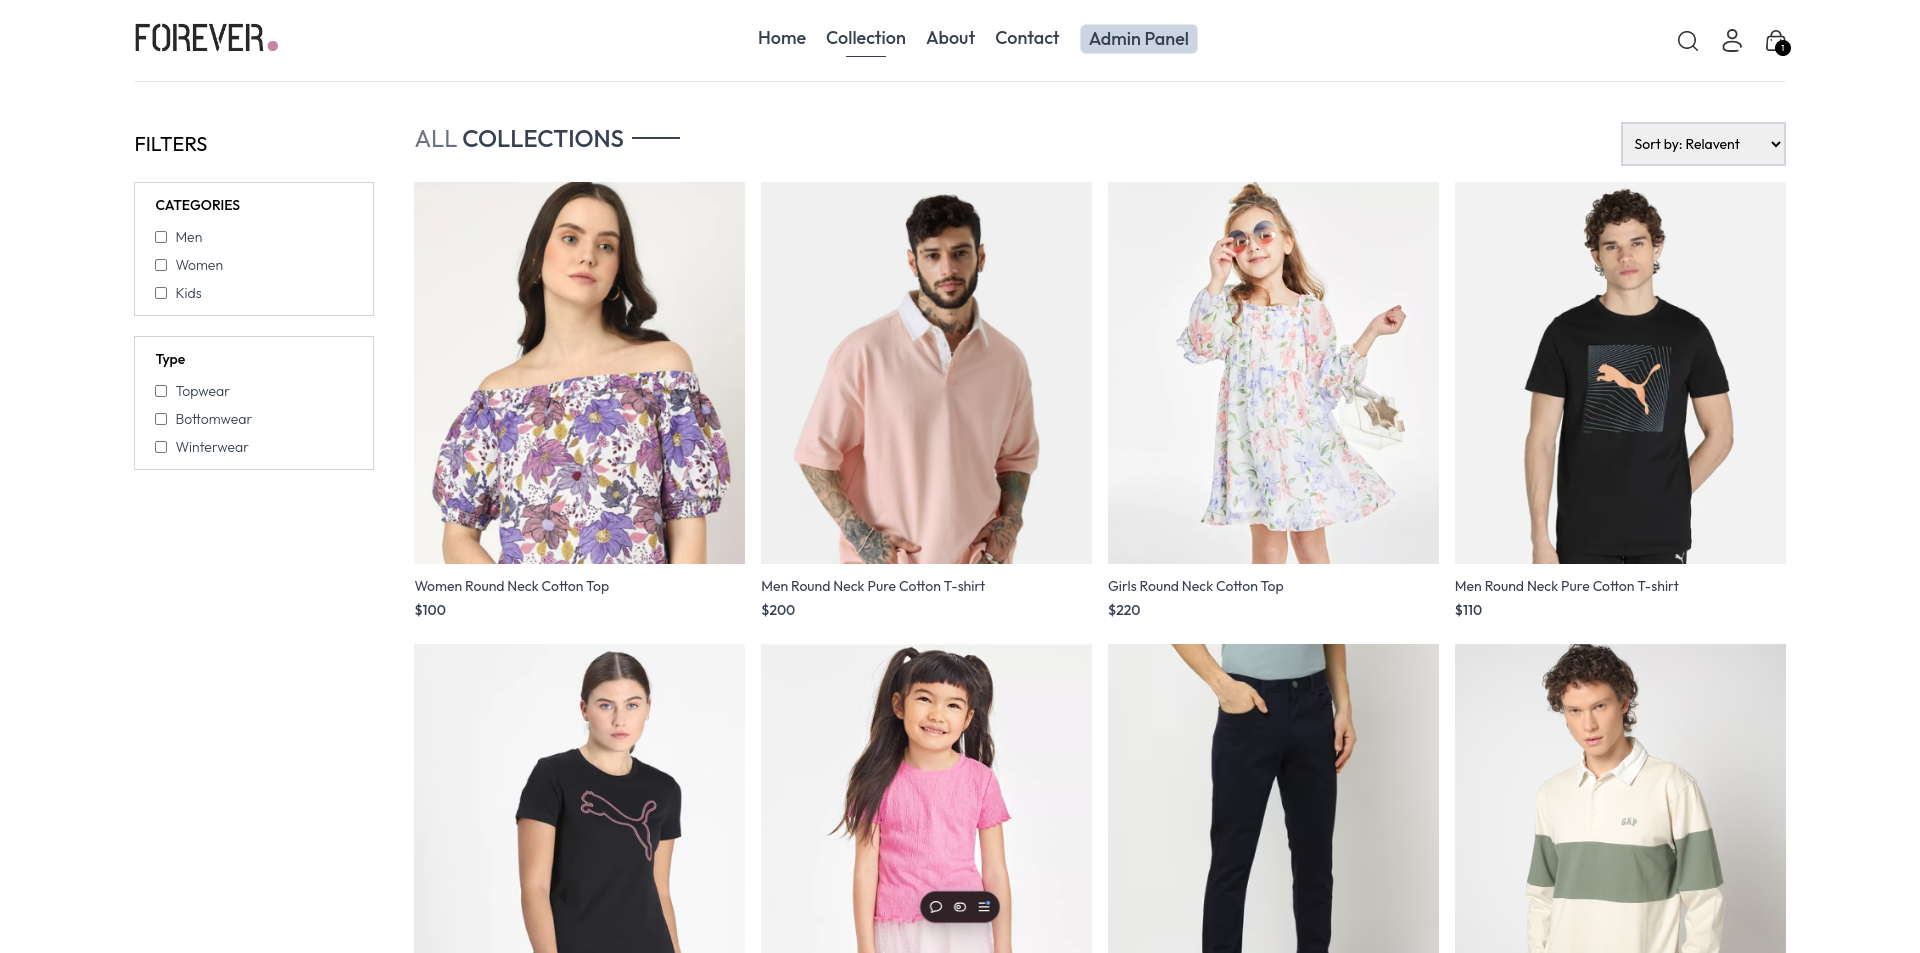 FOREVER.
Home
Collection
About
Contact
Admin Panel
1
FILTERS
CATEGORIES
Men
Women
Kids
Type
Topwear
Bottomwear
Winterwear
ALL COLLECTIONS
Sort by: Relavent
Women Round Neck Cotton Top
$100
Men Round Neck Pure Cotton T-shirt
$200
Girls Round Neck Cotton Top
$220
Men Round Neck Pure Cotton T-shirt
$110
GAP